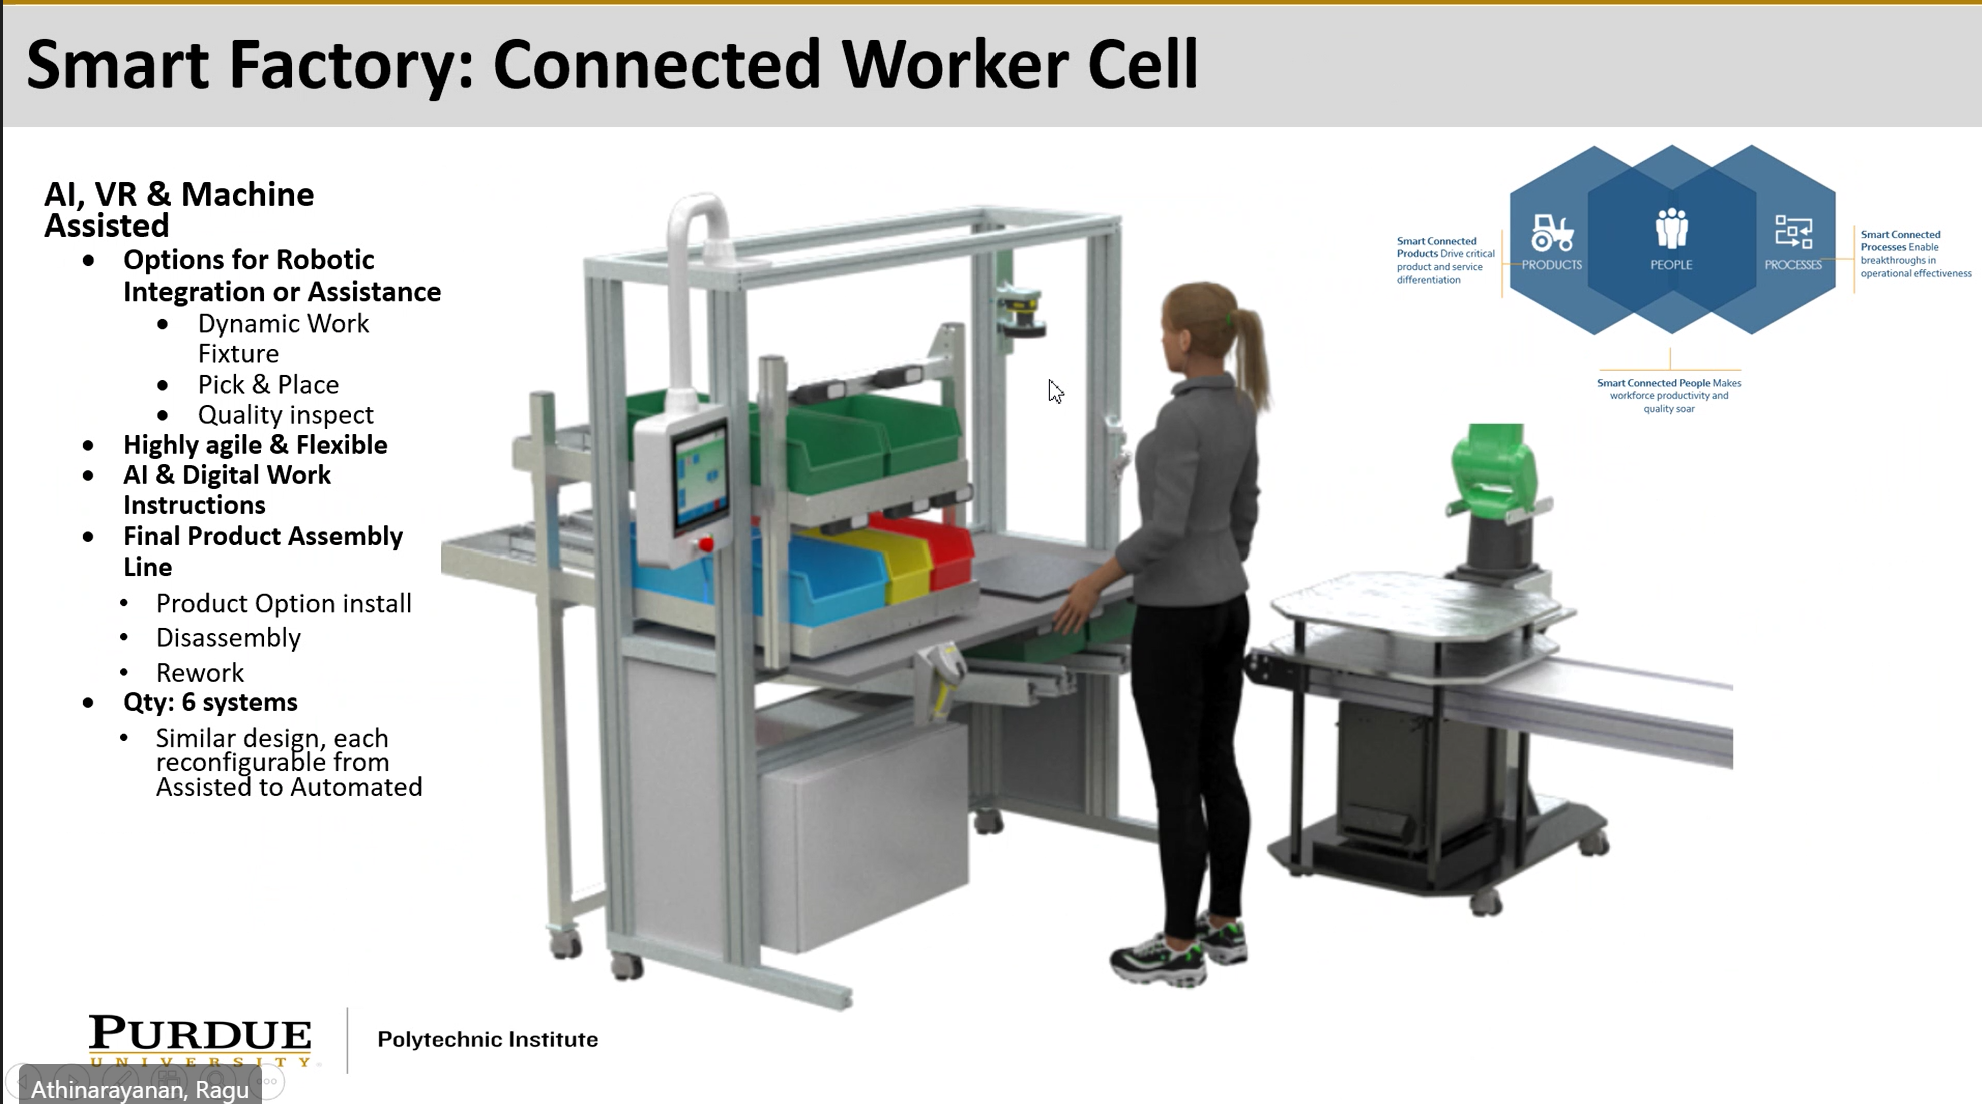 Smart Factory: Connected Worker Cell
AI, VR & Machine
Assisted
Options for Robotic
Integration or Assistance
Dynamic Work
Fixture
Pick & Place
Quality inspect
Highly agile & Flexible
AI & Digital Work
Instructions
Final Product Assembly
Line
Product Option install
Disassembly
Rework
Qty: 6 systems
Similar design, each
reconfigurable from
Assisted to Automated
Smart Connected
Products Drive critical
product and service
differentiation
PRODUCTS
PEOPLE
PROCESSES
Smart Connected
Processes Enable
breakthroughs in
operational effectiveness
Smart Connected People Makes
workforce productivity and
quality soar
PURDUE
UNIVERSITY
Polytechnic Institute
Athinarayanan, Ragu